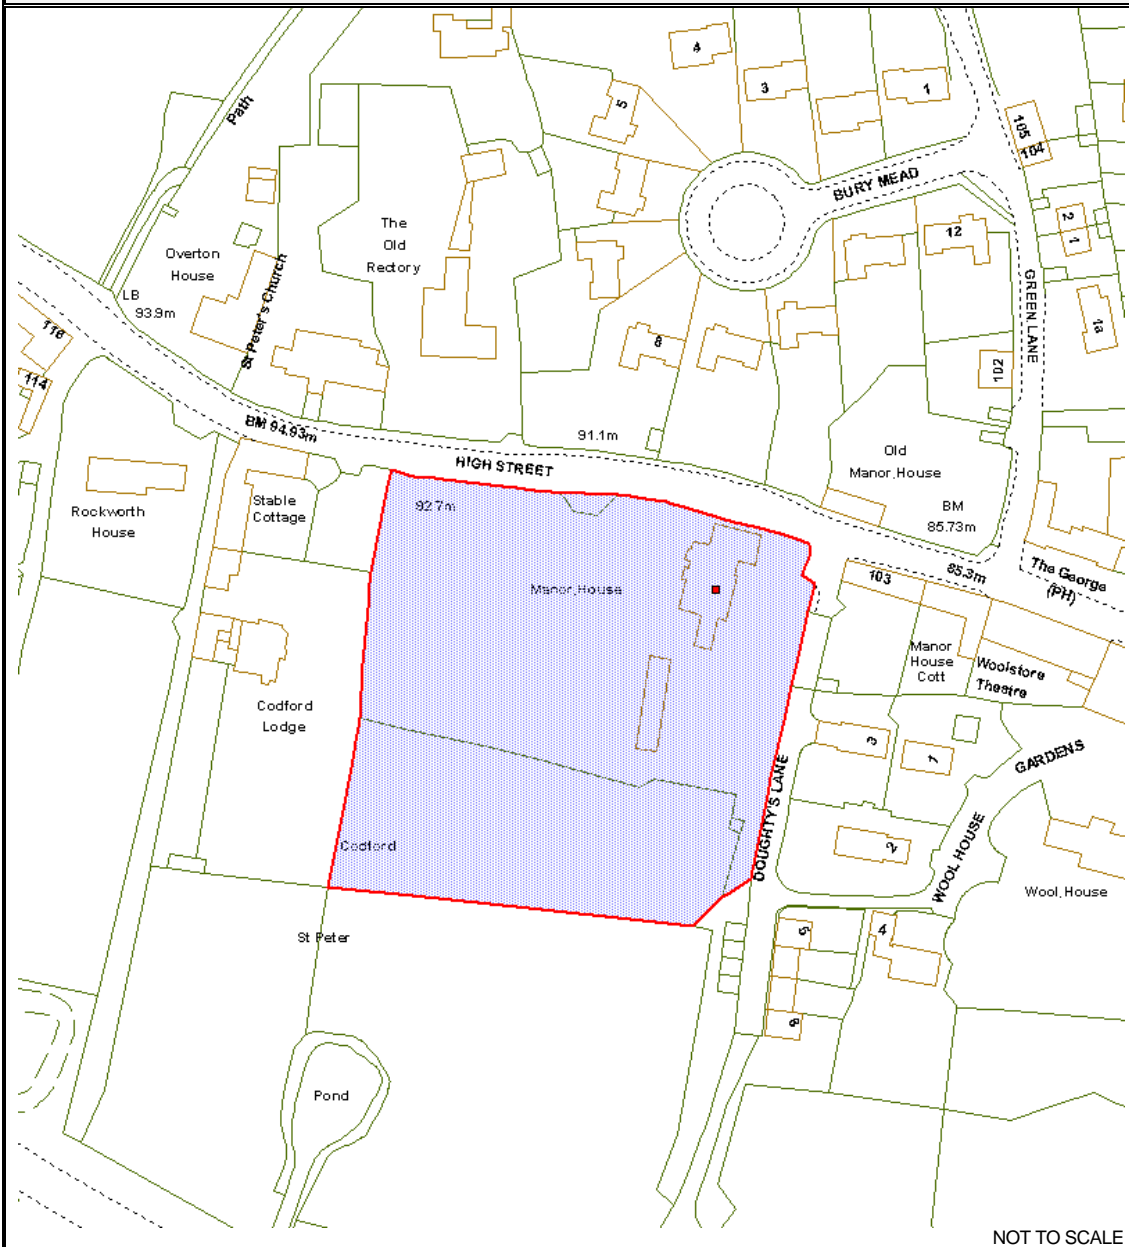 4
3
1
5
Path
105
104
BURY MEAD
The
Old
Rectory
2
1
12
Overton
House
St Peter's Church
GREEN LANE
LB
93.9m
1a
116
8
102
114
BM 94.93m
91.1m
HIGH STREET
Old
Manor House
Stable
Cottage
92.7m
BM
85.73m
Rockworth
House
85.3m
The George
(PH)
103
Manor House
Manor
House
Cott
Woolstore
Theatre
Codford
Lodge
3
1
GARDENS
DOUGHTY'S LANE
Codford
2
WOOL HOUSE
Wool House
St Peter
5
4
6
Pond
NOT TO SCALE